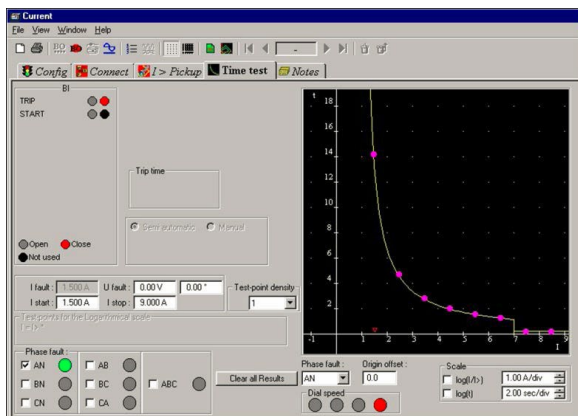 Current
File View Window Help
-
Config Connect I > Pickup Time test Notes
BI
TRIP
START
Open Close
Not used
Trip time
Semi automatic Manual
I fault : 1.500 A U fault : 0.00 V 0.00 °
I start : 1.500 A I stop : 9.000 A
Test-point density
1
Test-points for the Logarithmical scale
Phase fault :
AN AB
BN BC ABC
CN CA
Clear all Results
t
18
16
14
12
10
8
6
4
2
-1 1 2 3 4 5 6 7 8 9
I
Phase fault : Origin offset :
AN 0.0
Dial speed
Scale
log(I/I>) 1.00 A/div
log(t) 2.00 sec/div